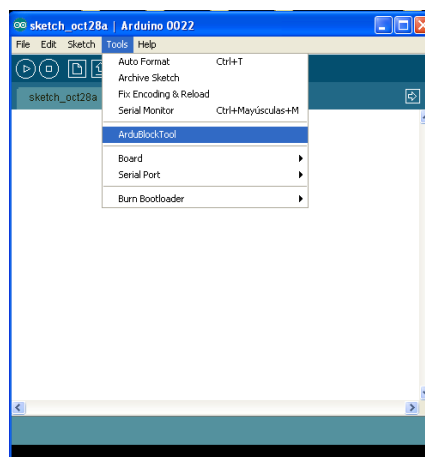 sketch_oct28a | Arduino 0022
File Edit Sketch Tools Help
sketch_oct28a
Auto Format Ctrl+T
Archive Sketch
Fix Encoding & Reload
Serial Monitor Ctrl+Mayúsculas+M
ArduBlockTool
Board
Serial Port
Burn Bootloader